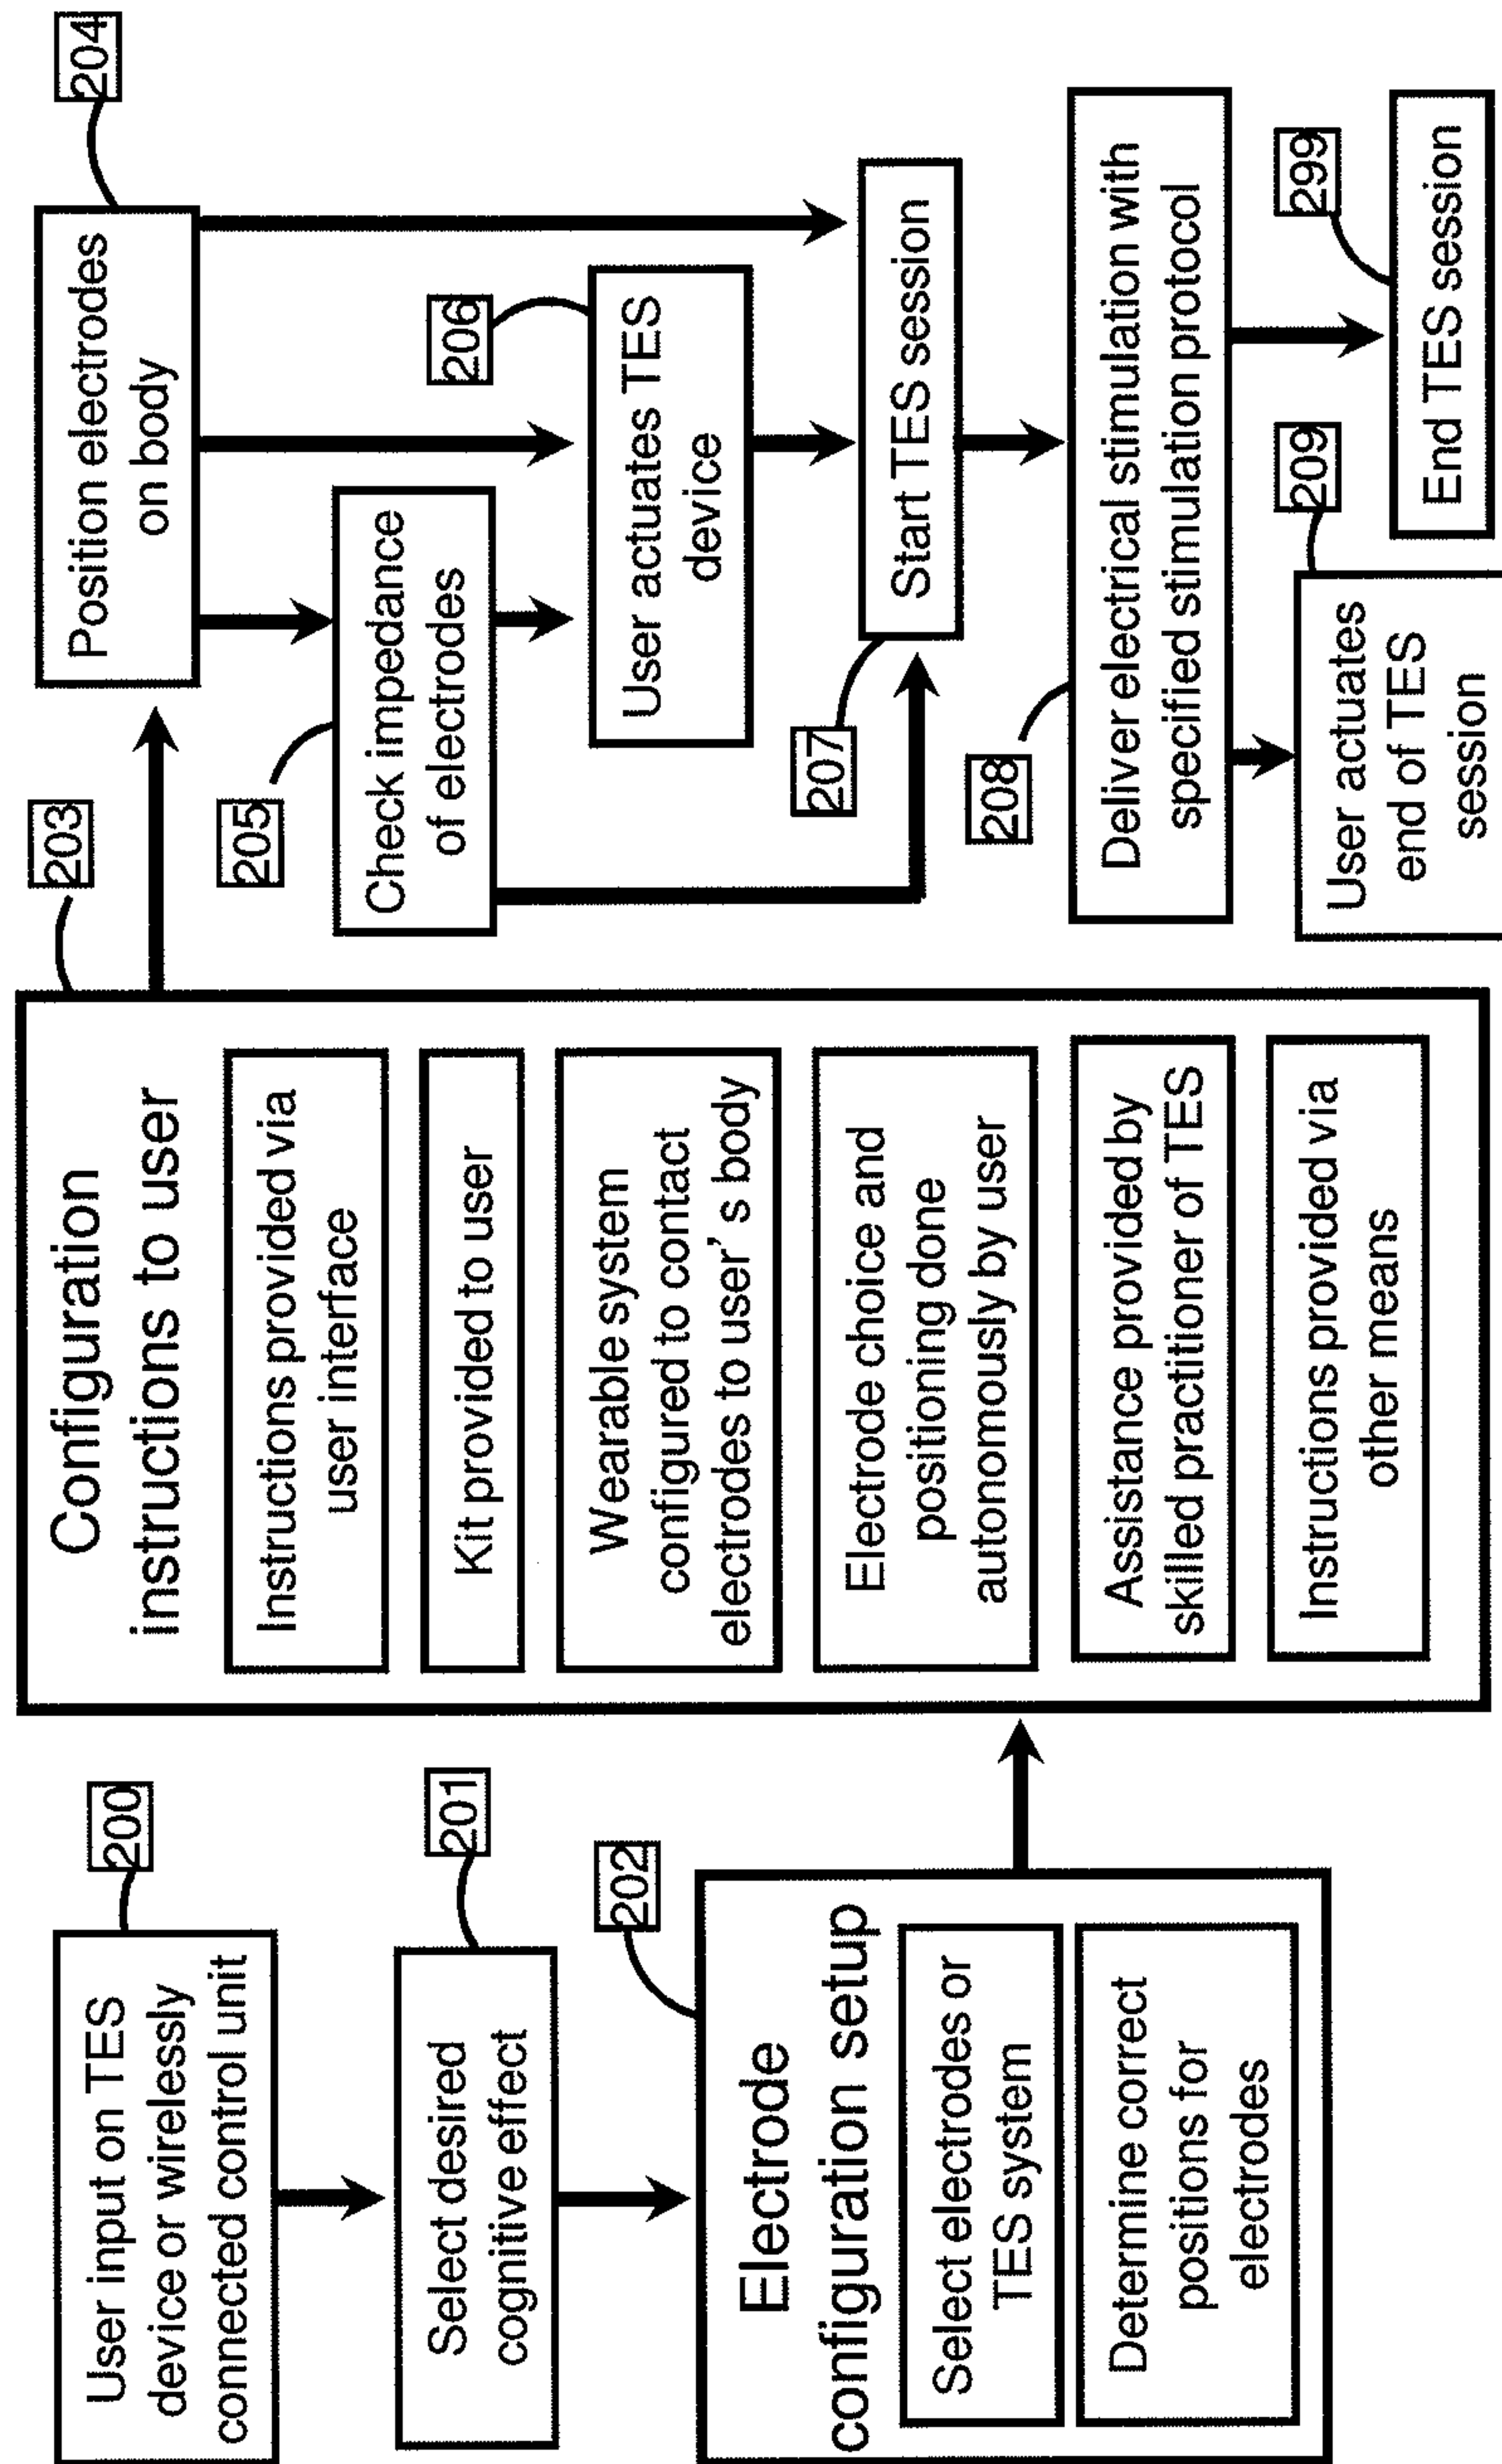 200
User input on TES
device or wirelessly
connected control unit
201
Select desired
cognitive effect
202
Electrode
configuration setup
Select electrodes or
TES system
Determine correct
positions for
electrodes
203
Configuration
instructions to user
Instructions provided via
user interface
Kit provided to user
Wearable system
configured to contact
electrodes to user's body
Electrode choice and
positioning done
autonomously by user
Assistance provided by
skilled practitioner of TES
Instructions provided via
other means
204
Position electrodes
on body
205
Check impedance
of electrodes
206
User actuates TES
device
207
Start TES session
208
Deliver electrical stimulation with
specified stimulation protocol
209
User actuates
end of TES
session
299
End TES session